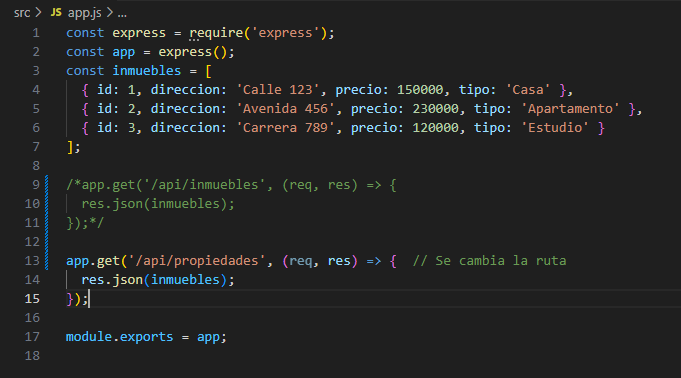 src > JS app.js > ...
1 const express = require('express');
2 const app = express();
3 const inmuebles = [
4   { id: 1, direccion: 'Calle 123', precio: 150000, tipo: 'Casa' },
5   { id: 2, direccion: 'Avenida 456', precio: 230000, tipo: 'Apartamento' },
6   { id: 3, direccion: 'Carrera 789', precio: 120000, tipo: 'Estudio' }
7 ];
8
9 /*app.get('/api/inmuebles', (req, res) => {
10   res.json(inmuebles);
11 });*/
12
13 app.get('/api/propiedades', (req, res) => {  // Se cambia la ruta
14   res.json(inmuebles);
15 });
16
17 module.exports = app;
18